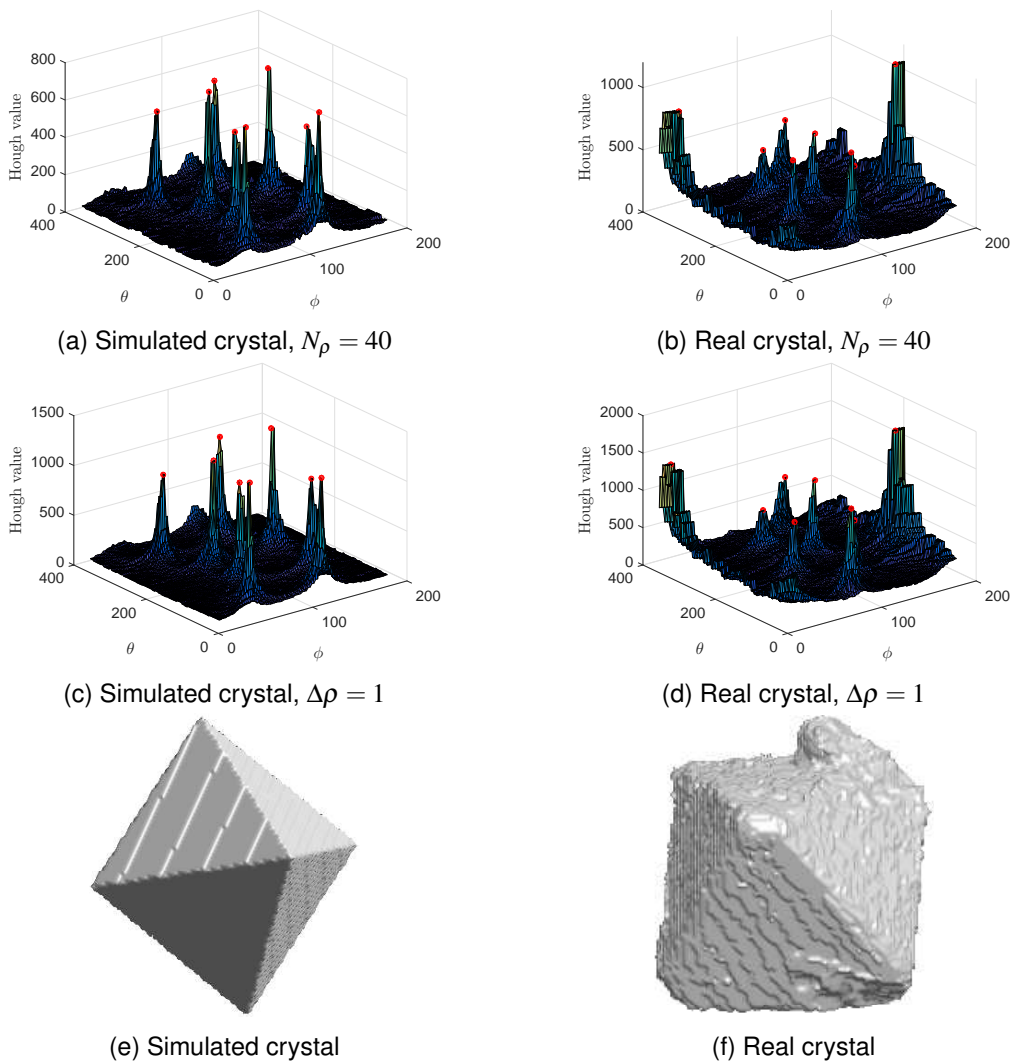 800
600
400
200
0
Hough value
400
200
0
θ
0
100
200
ϕ
(a) Simulated crystal, Nρ = 40
1000
500
0
Hough value
400
200
0
θ
0
100
200
ϕ
(b) Real crystal, Nρ = 40
1500
1000
500
0
Hough value
400
200
0
θ
0
100
200
ϕ
(c) Simulated crystal, Δρ = 1
2000
1500
1000
500
0
Hough value
400
200
0
θ
0
100
200
ϕ
(d) Real crystal, Δρ = 1
(e) Simulated crystal
(f) Real crystal